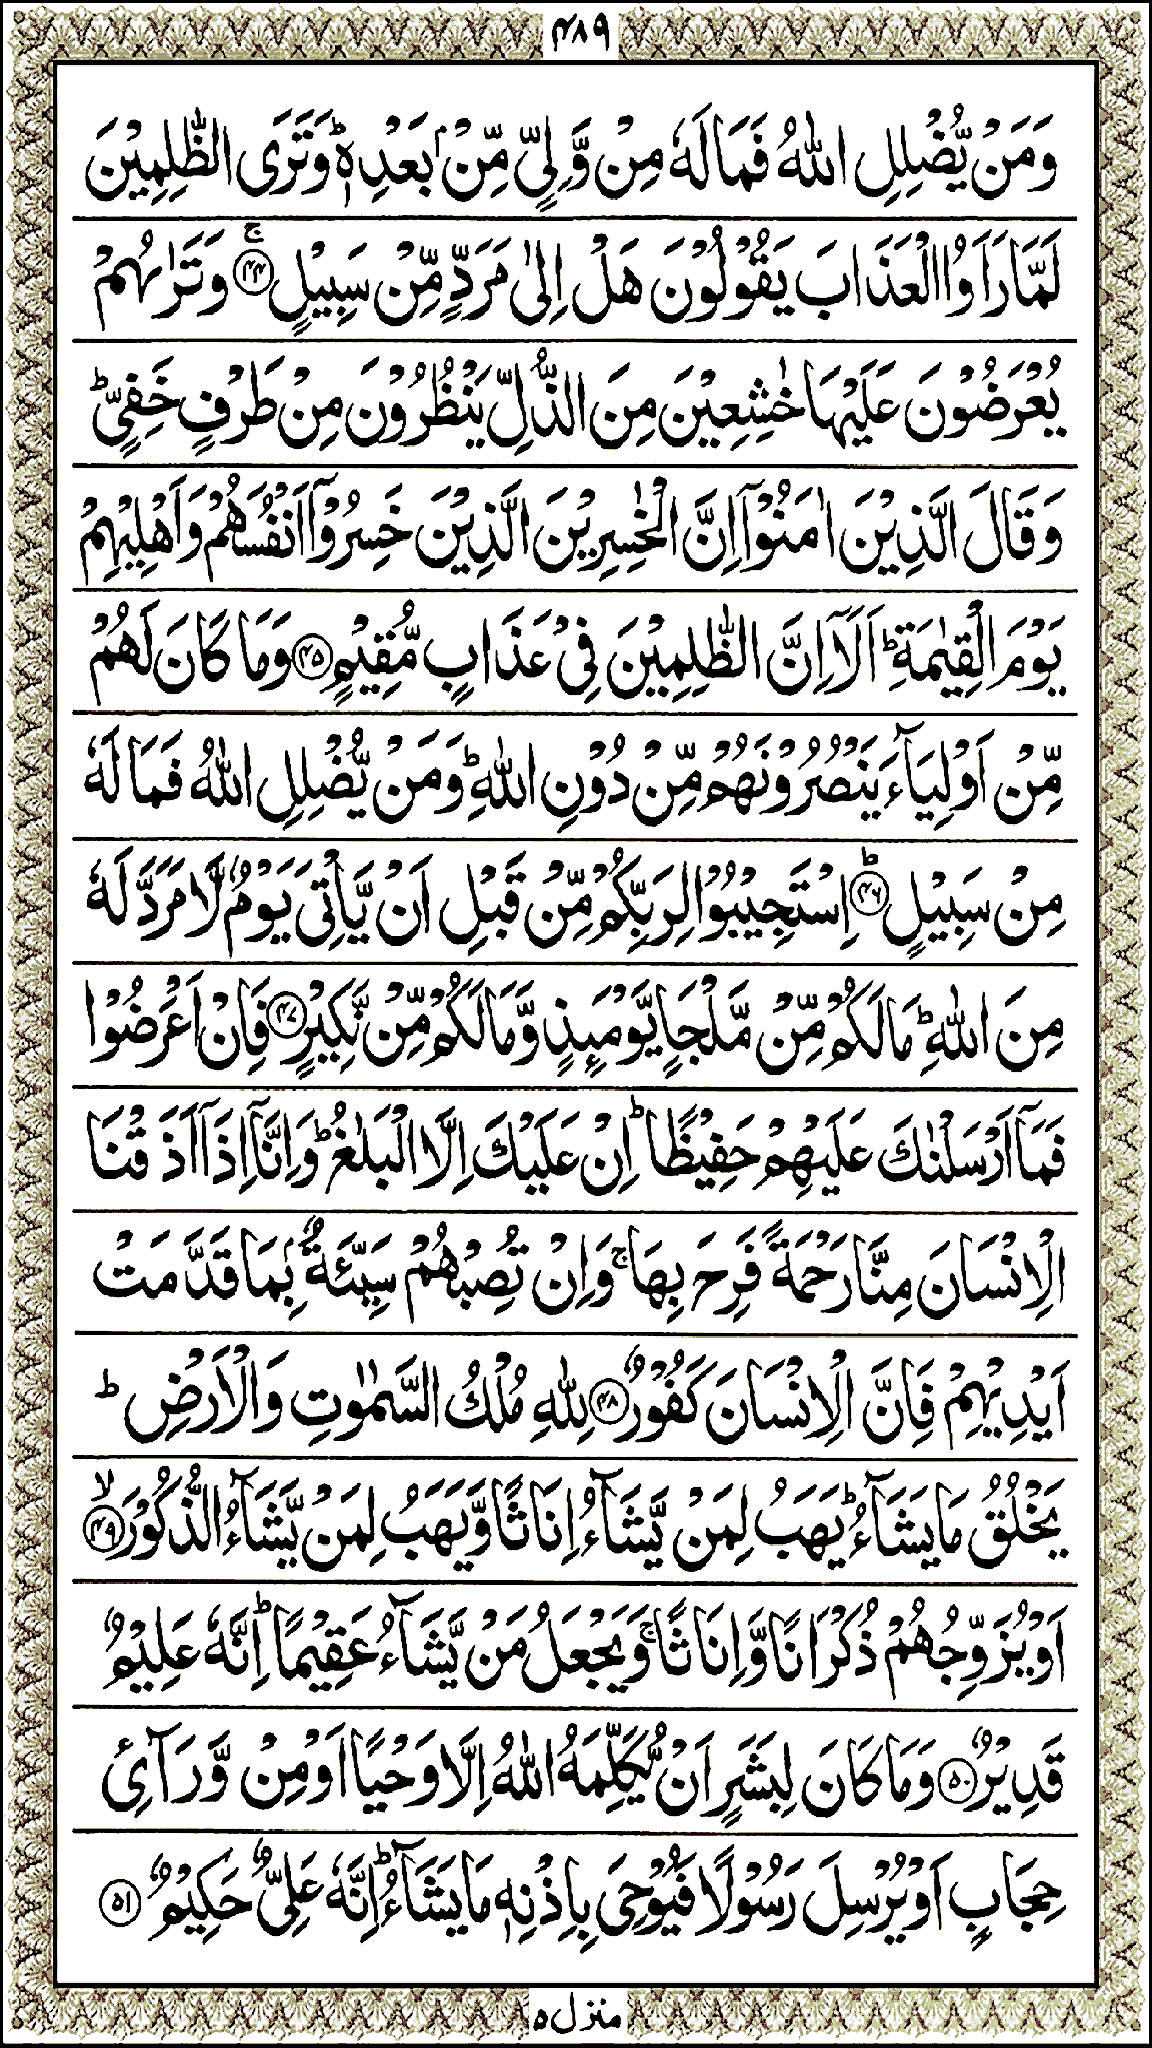 ۴۸۹
وَمَنْ یُّضْلِلِ اللّٰهُ فَمَا لَهٗ مِنْ وَّلِیٍّ مِّنْۢ بَعْدِهٖ ؕ وَتَرَی الظّٰلِمِیْنَ
لَمَّا رَاَوُا الْعَذَابَ یَقُوْلُوْنَ هَلْ اِلٰی مَرَدٍّ مِّنْ سَبِیْلٍ ۚ ﴿۴۴﴾ وَتَرٰىهُمْ
یُعْرَضُوْنَ عَلَیْهَا خٰشِعِیْنَ مِنَ الذُّلِّ یَنْظُرُوْنَ مِنْ طَرْفٍ خَفِیٍّ ؕ
وَقَالَ الَّذِیْنَ اٰمَنُوْۤا اِنَّ الْخٰسِرِیْنَ الَّذِیْنَ خَسِرُوْۤا اَنْفُسَهُمْ وَاَهْلِیْهِمْ
یَوْمَ الْقِیٰمَةِ ؕ اَلَاۤ اِنَّ الظّٰلِمِیْنَ فِیْ عَذَابٍ مُّقِیْمٍ ﴿۴۵﴾ وَمَا كَانَ لَهُمْ
مِّنْ اَوْلِیَآءَ یَنْصُرُوْنَهُمْ مِّنْ دُوْنِ اللّٰهِ ؕ وَمَنْ یُّضْلِلِ اللّٰهُ فَمَا لَهٗ
مِنْ سَبِیْلٍ ؕ ﴿۴۶﴾ اِسْتَجِیْبُوْا لِرَبِّكُمْ مِّنْ قَبْلِ اَنْ یَّاْتِیَ یَوْمٌ لَّا مَرَدَّ لَهٗ
مِنَ اللّٰهِ ؕ مَا لَكُمْ مِّنْ مَّلْجَاٍ یَّوْمَىِٕذٍ وَّمَا لَكُمْ مِّنْ نَّكِیْرٍ ﴿۴۷﴾ فَاِنْ اَعْرَضُوْا
فَمَاۤ اَرْسَلْنٰكَ عَلَیْهِمْ حَفِیْظًا ؕ اِنْ عَلَیْكَ اِلَّا الْبَلٰغُ ؕ وَاِنَّاۤ اِذَاۤ اَذَقْنَا
الْاِنْسَانَ مِنَّا رَحْمَةً فَرِحَ بِهَا ۚ وَاِنْ تُصِبْهُمْ سَیِّئَةٌۢ بِمَا قَدَّمَتْ
اَیْدِیْهِمْ فَاِنَّ الْاِنْسَانَ كَفُوْرٌ ﴿۴۸﴾ لِلّٰهِ مُلْكُ السَّمٰوٰتِ وَالْاَرْضِ ؕ
یَخْلُقُ مَا یَشَآءُ ؕ یَهَبُ لِمَنْ یَّشَآءُ اِنَاثًا وَّیَهَبُ لِمَنْ یَّشَآءُ الذُّكُوْرَ ۙ ﴿۴۹﴾
اَوْ یُزَوِّجُهُمْ ذُكْرَانًا وَّاِنَاثًا ۚ وَیَجْعَلُ مَنْ یَّشَآءُ عَقِیْمًا ؕ اِنَّهٗ عَلِیْمٌ
قَدِیْرٌ ﴿۵۰﴾ وَمَا كَانَ لِبَشَرٍ اَنْ یُّكَلِّمَهُ اللّٰهُ اِلَّا وَحْیًا اَوْ مِنْ وَّرَآئِ
حِجَابٍ اَوْ یُرْسِلَ رَسُوْلًا فَیُوْحِیَ بِاِذْنِهٖ مَا یَشَآءُ ؕ اِنَّهٗ عَلِیٌّ حَكِیْمٌ ﴿۵۱﴾
منزل ۵